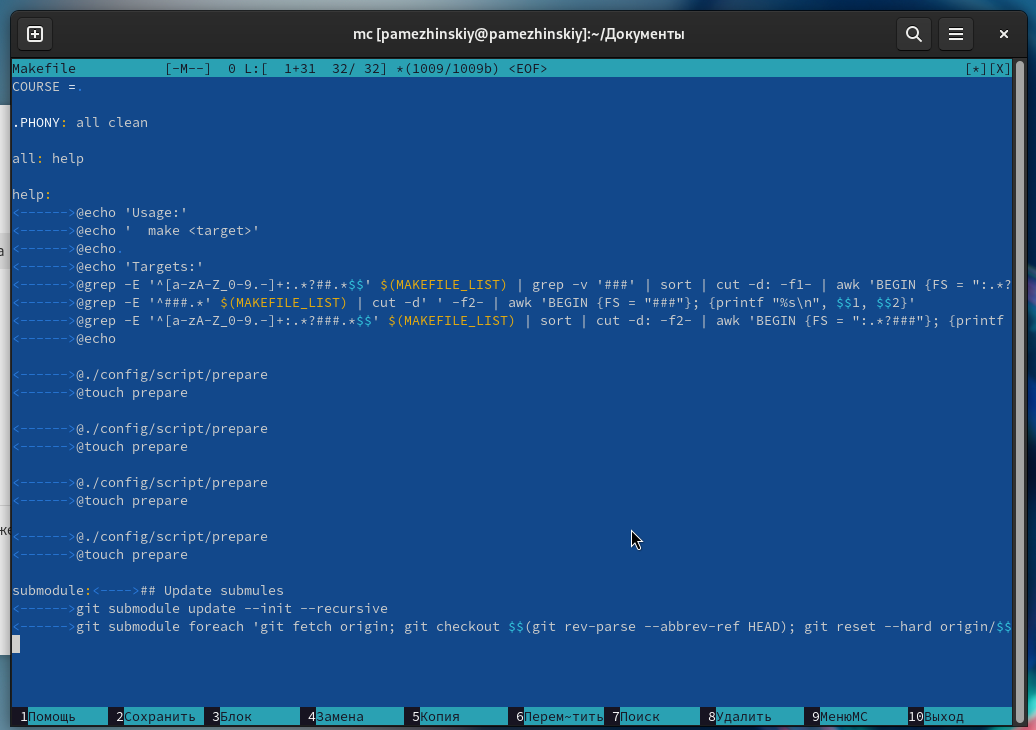 mc [pamezhinskiy@pamezhinskiy]:~/Документы
Makefile [-M--] 0 L:[ 1+31 32/ 32] *(1009/1009b) <EOF> [*][X]
COURSE =.
.PHONY: all clean
all: help
help:
<------>@echo 'Usage:'
<------>@echo '  make <target>'
<------>@echo.
<------>@echo 'Targets:'
<------>@grep -E '^[a-zA-Z_0-9.-]+:.*?##.*$$' $(MAKEFILE_LIST) | grep -v '###' | sort | cut -d: -f1- | awk 'BEGIN {FS = ":.*?
<------>@grep -E '^###.*' $(MAKEFILE_LIST) | cut -d' ' -f2- | awk 'BEGIN {FS = "###"}; {printf "%s\n", $$1, $$2}'
<------>@grep -E '^[a-zA-Z_0-9.-]+:.*?###.*$$' $(MAKEFILE_LIST) | sort | cut -d: -f2- | awk 'BEGIN {FS = ":.*?###"}; {printf
<------>@echo
<------>@./config/script/prepare
<------>@touch prepare
<------>@./config/script/prepare
<------>@touch prepare
<------>@./config/script/prepare
<------>@touch prepare
<------>@./config/script/prepare
<------>@touch prepare
submodule:<---->## Update submules
<------>git submodule update --init --recursive
<------>git submodule foreach 'git fetch origin; git checkout $$(git rev-parse --abbrev-ref HEAD); git reset --hard origin/$$
1Помощь 2Сохранить 3Блок 4Замена 5Копия 6Перем~тить 7Поиск 8Удалить 9МенюMC 10Выход